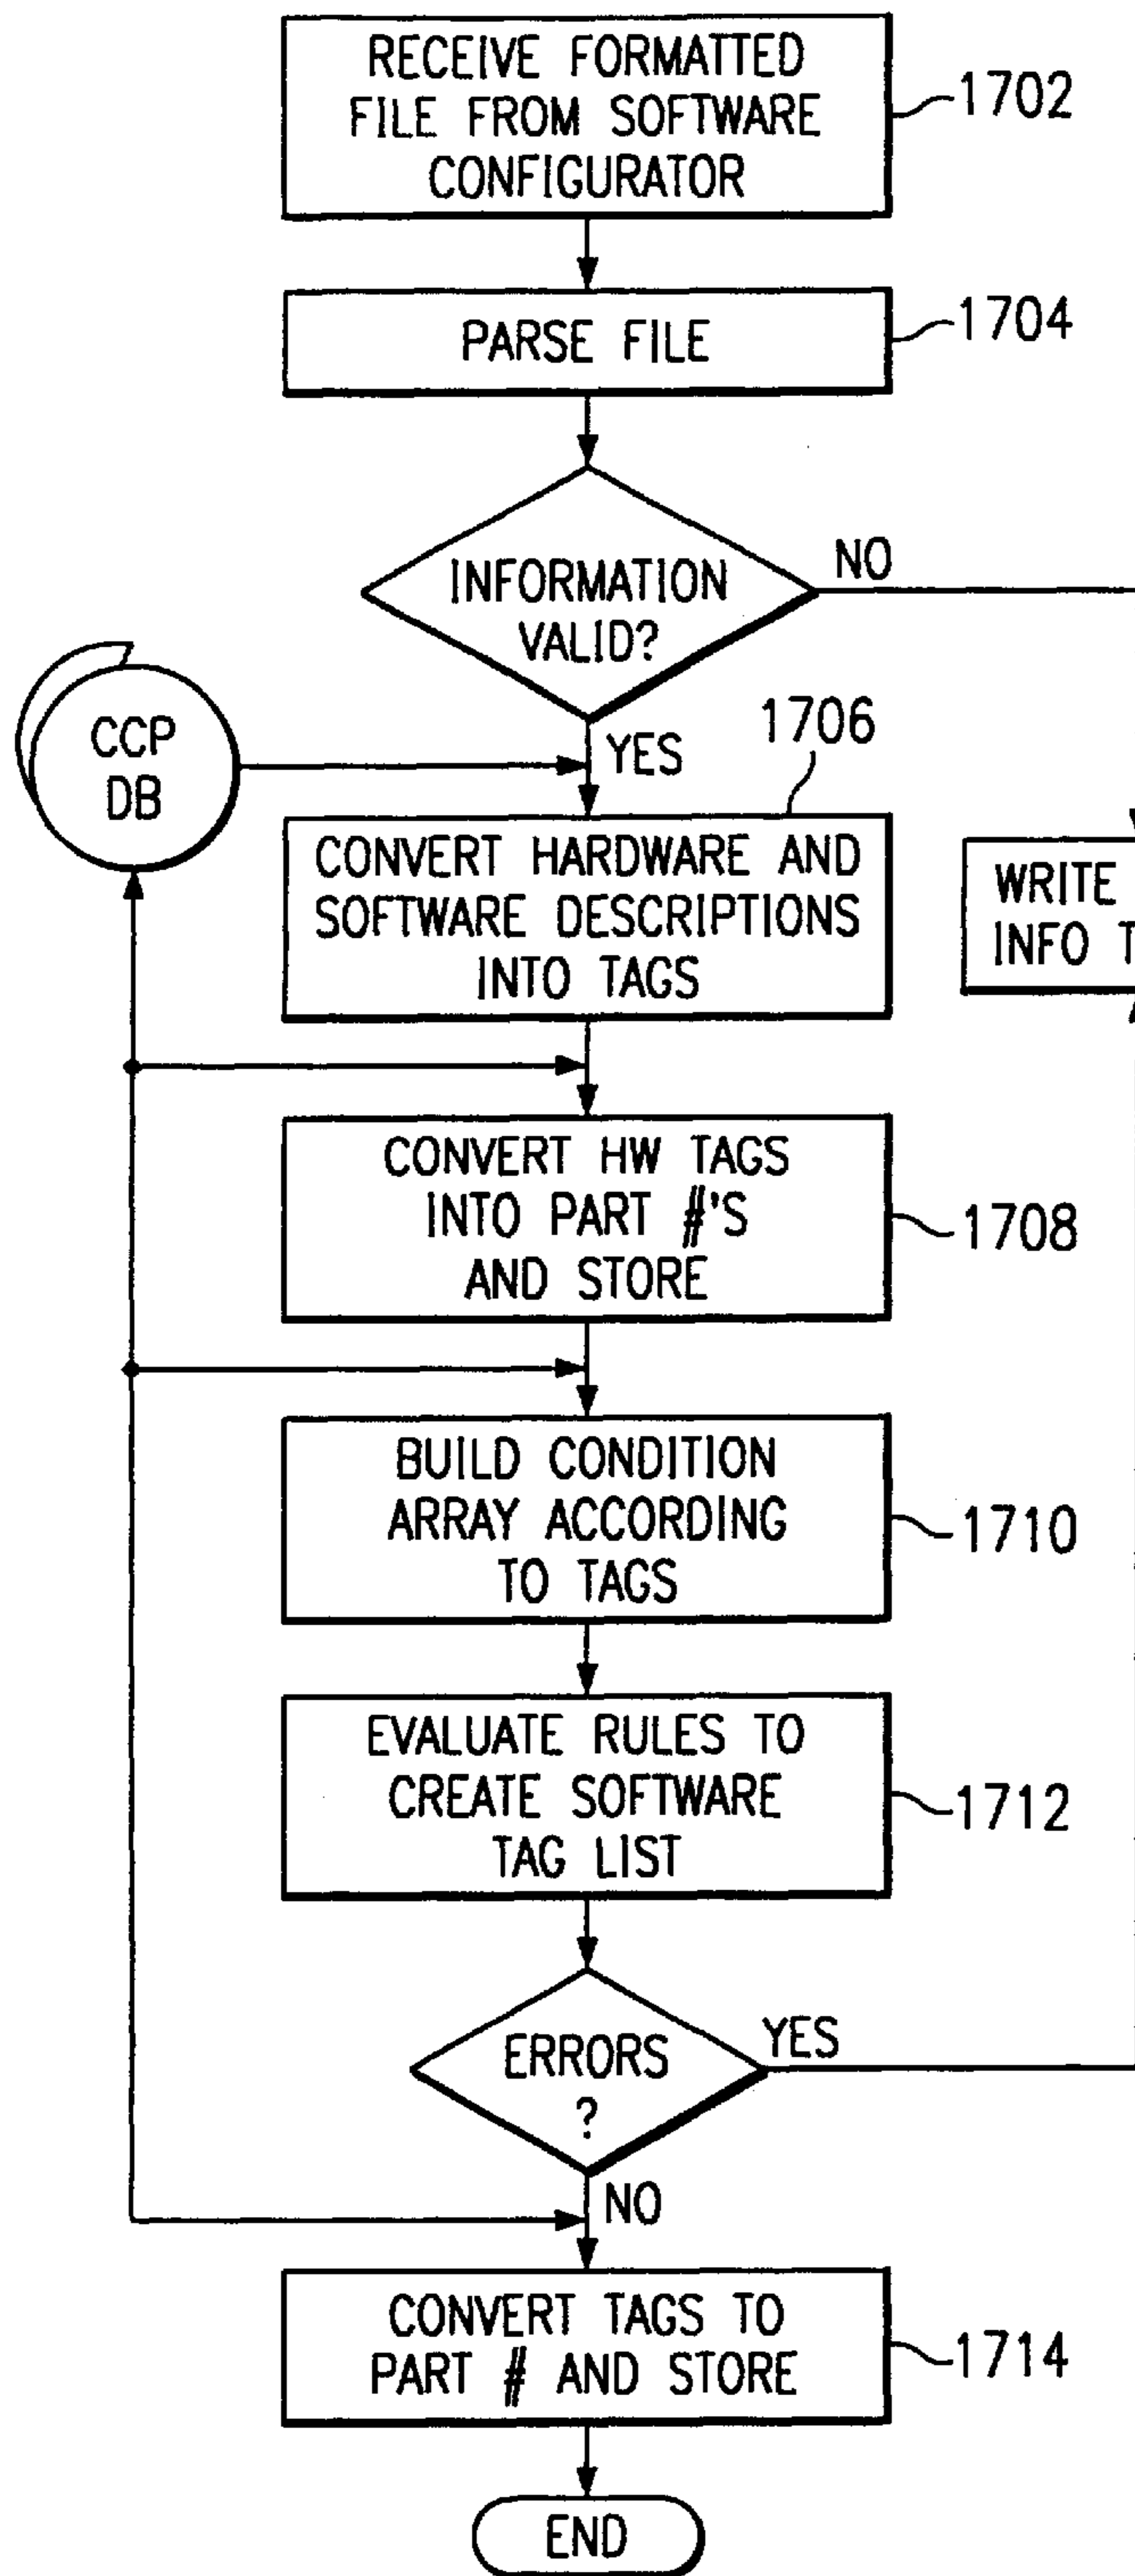 RECEIVE FORMATTED
FILE FROM SOFTWARE
CONFIGURATOR
1702
PARSE FILE
1704
INFORMATION
VALID?
NO
CCP
DB
YES
1706
CONVERT HARDWARE AND
SOFTWARE DESCRIPTIONS
INTO TAGS
WRITE
INFO T
CONVERT HW TAGS
INTO PART #'S
AND STORE
1708
BUILD CONDITION
ARRAY ACCORDING
TO TAGS
1710
EVALUATE RULES TO
CREATE SOFTWARE
TAG LIST
1712
ERRORS
?
YES
NO
CONVERT TAGS TO
PART # AND STORE
1714
END